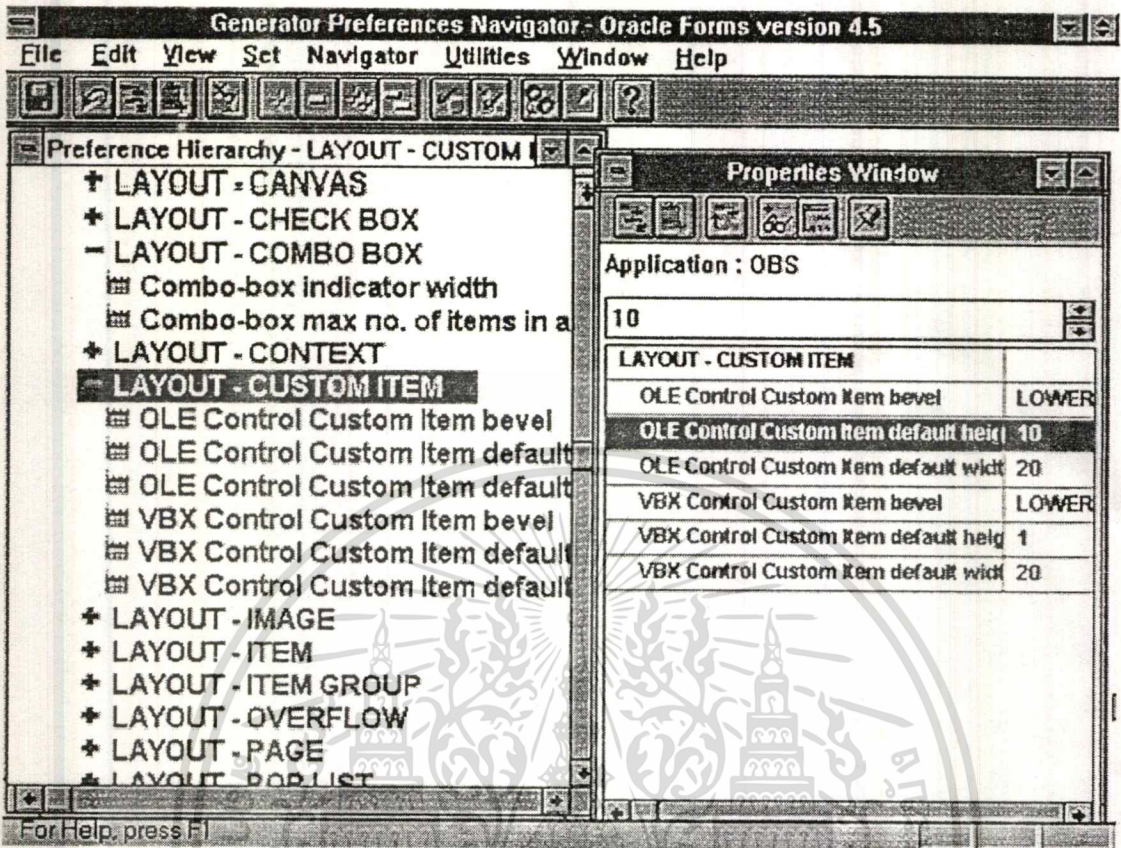 Generator Preferences Navigator - Oracle Forms version 4.5
File Edit View Set Navigator Utilities Window Help
Preference Hierarchy - LAYOUT - CUSTOM I
+ LAYOUT - CANVAS
+ LAYOUT - CHECK BOX
- LAYOUT - COMBO BOX
Combo-box indicator width
Combo-box max no. of items in a
+ LAYOUT - CONTEXT
- LAYOUT - CUSTOM ITEM
OLE Control Custom Item bevel
OLE Control Custom Item default
OLE Control Custom Item default
VBX Control Custom Item bevel
VBX Control Custom Item default
VBX Control Custom Item default
+ LAYOUT - IMAGE
+ LAYOUT - ITEM
+ LAYOUT - ITEM GROUP
+ LAYOUT - OVERFLOW
+ LAYOUT - PAGE
+ LAYOUT - POP LIST
Properties Window
Application : OBS
10
LAYOUT - CUSTOM ITEM
OLE Control Custom Item bevel LOWER
OLE Control Custom Item default heig 10
OLE Control Custom Item default widt 20
VBX Control Custom Item bevel LOWER
VBX Control Custom Item default heig 1
VBX Control Custom Item default widt 20
For Help, press F1